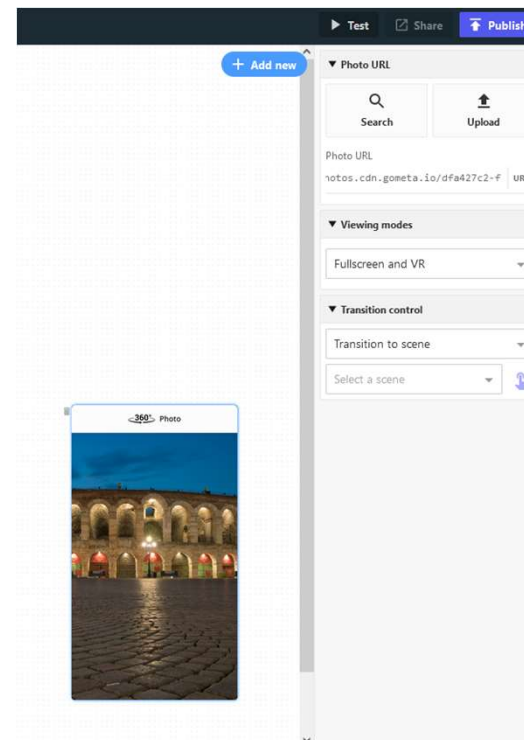 Test
Share
Publish
+ Add new
Photo URL
Search
Upload
Photo URL
notos.cdn.gometa.io/dfa427c2-f
UR
Viewing modes
Fullscreen and VR
Transition control
Transition to scene
Select a scene
360° Photo